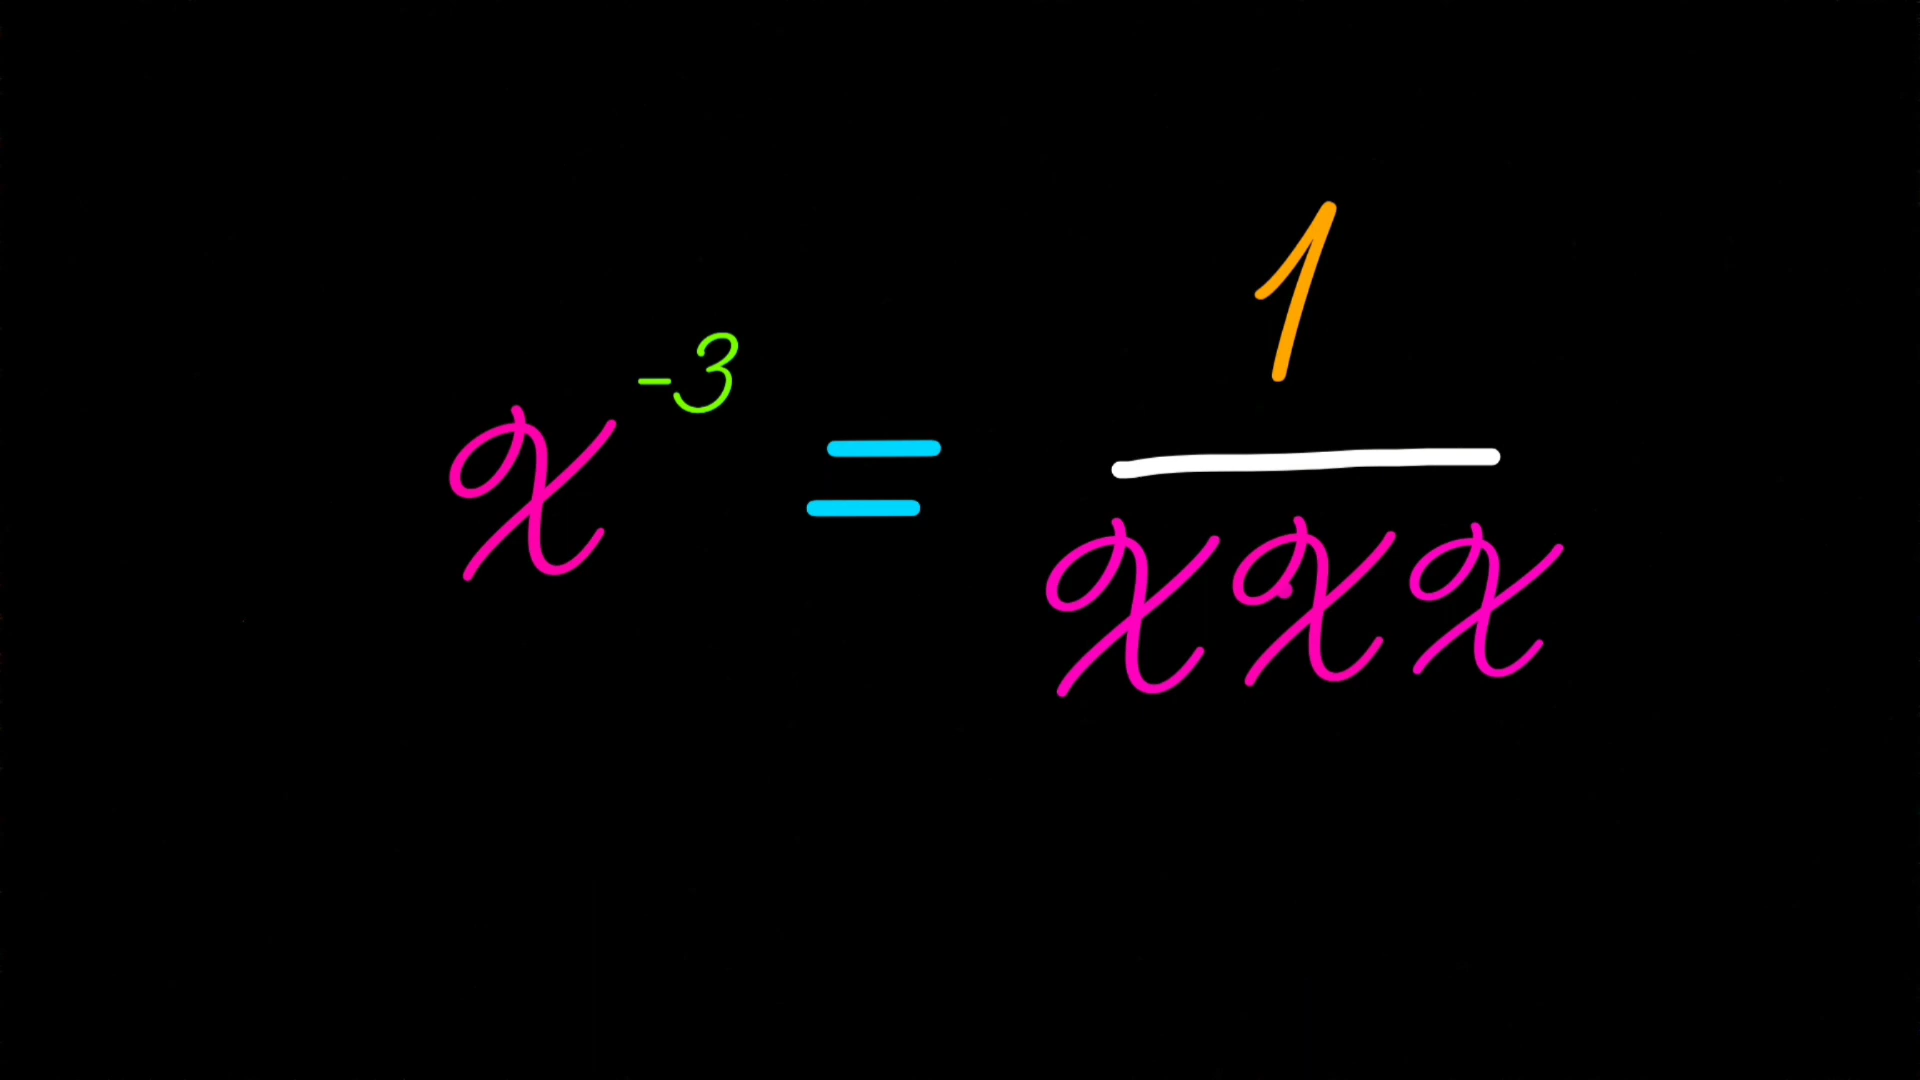 x⁻³ = 1/xxx